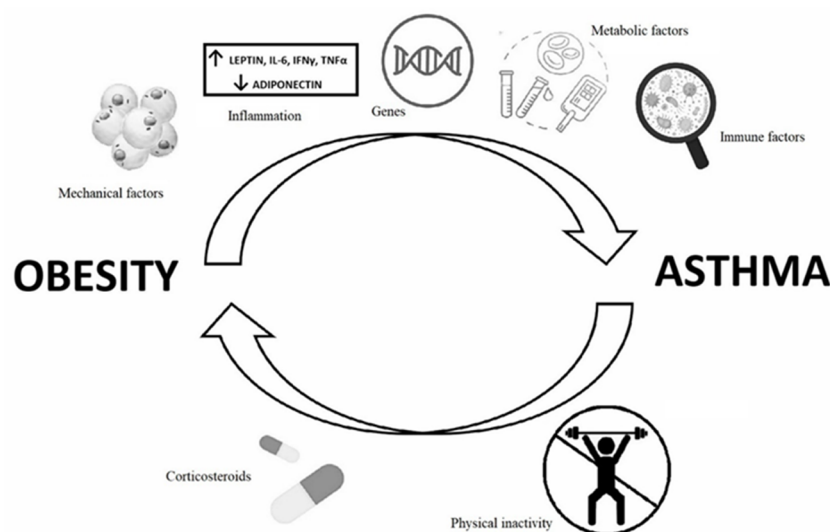 Metabolic factors
↑ LEPTIN, IL-6, IFNγ, TNFα
↓ ADIPONECTIN
Inflammation
Genes
Immune factors
Mechanical factors
OBESITY
ASTHMA
Corticosteroids
Physical inactivity